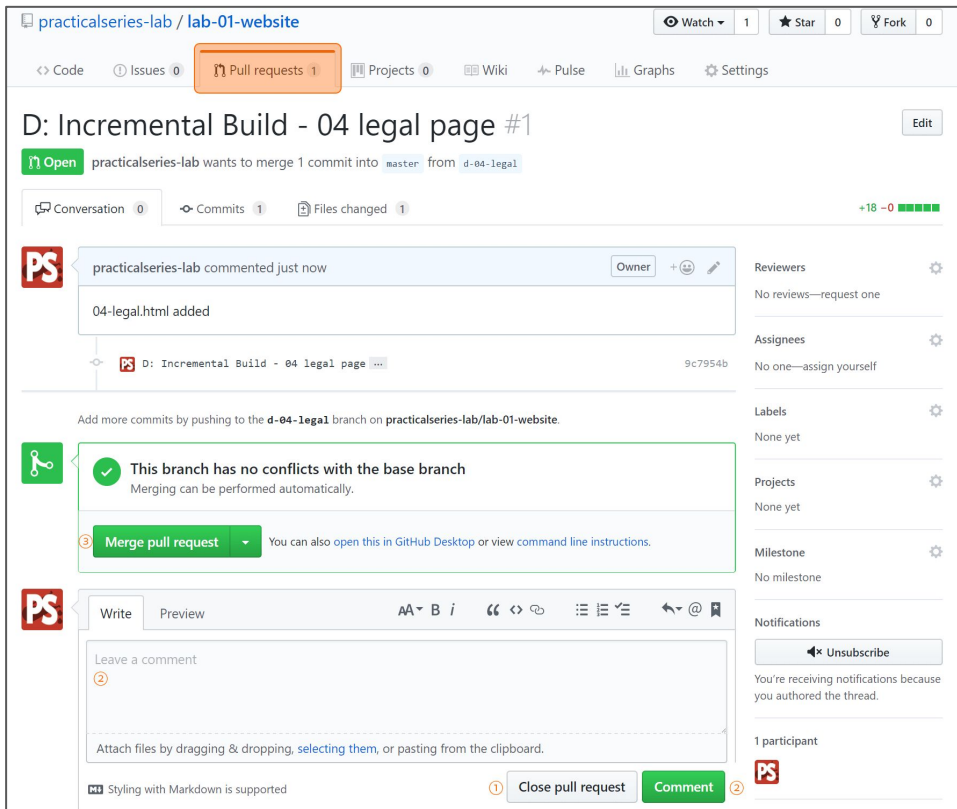 practicalseries-lab / lab-01-website
Watch 1 Star 0 Fork 0
Code Issues 0 Pull requests 1 Projects 0 Wiki Pulse Graphs Settings
D: Incremental Build - 04 legal page #1
Edit
Open practicalseries-lab wants to merge 1 commit into master from d-04-legal
Conversation 0 Commits 1 Files changed 1 +18 −0
PS
practicalseries-lab commented just now Owner +
04-legal.html added
PS D: Incremental Build - 04 legal page … 9c7954b
Add more commits by pushing to the d-04-legal branch on practicalseries-lab/lab-01-website.
This branch has no conflicts with the base branch
Merging can be performed automatically.
3 Merge pull request You can also open this in GitHub Desktop or view command line instructions.
PS
Write Preview AA B i “ <> @
Leave a comment
2
Attach files by dragging & dropping, selecting them, or pasting from the clipboard.
M↓ Styling with Markdown is supported
1 Close pull request Comment 2
Reviewers
No reviews—request one
Assignees
No one—assign yourself
Labels
None yet
Projects
None yet
Milestone
No milestone
Notifications
Unsubscribe
You’re receiving notifications because
you authored the thread.
1 participant
PS